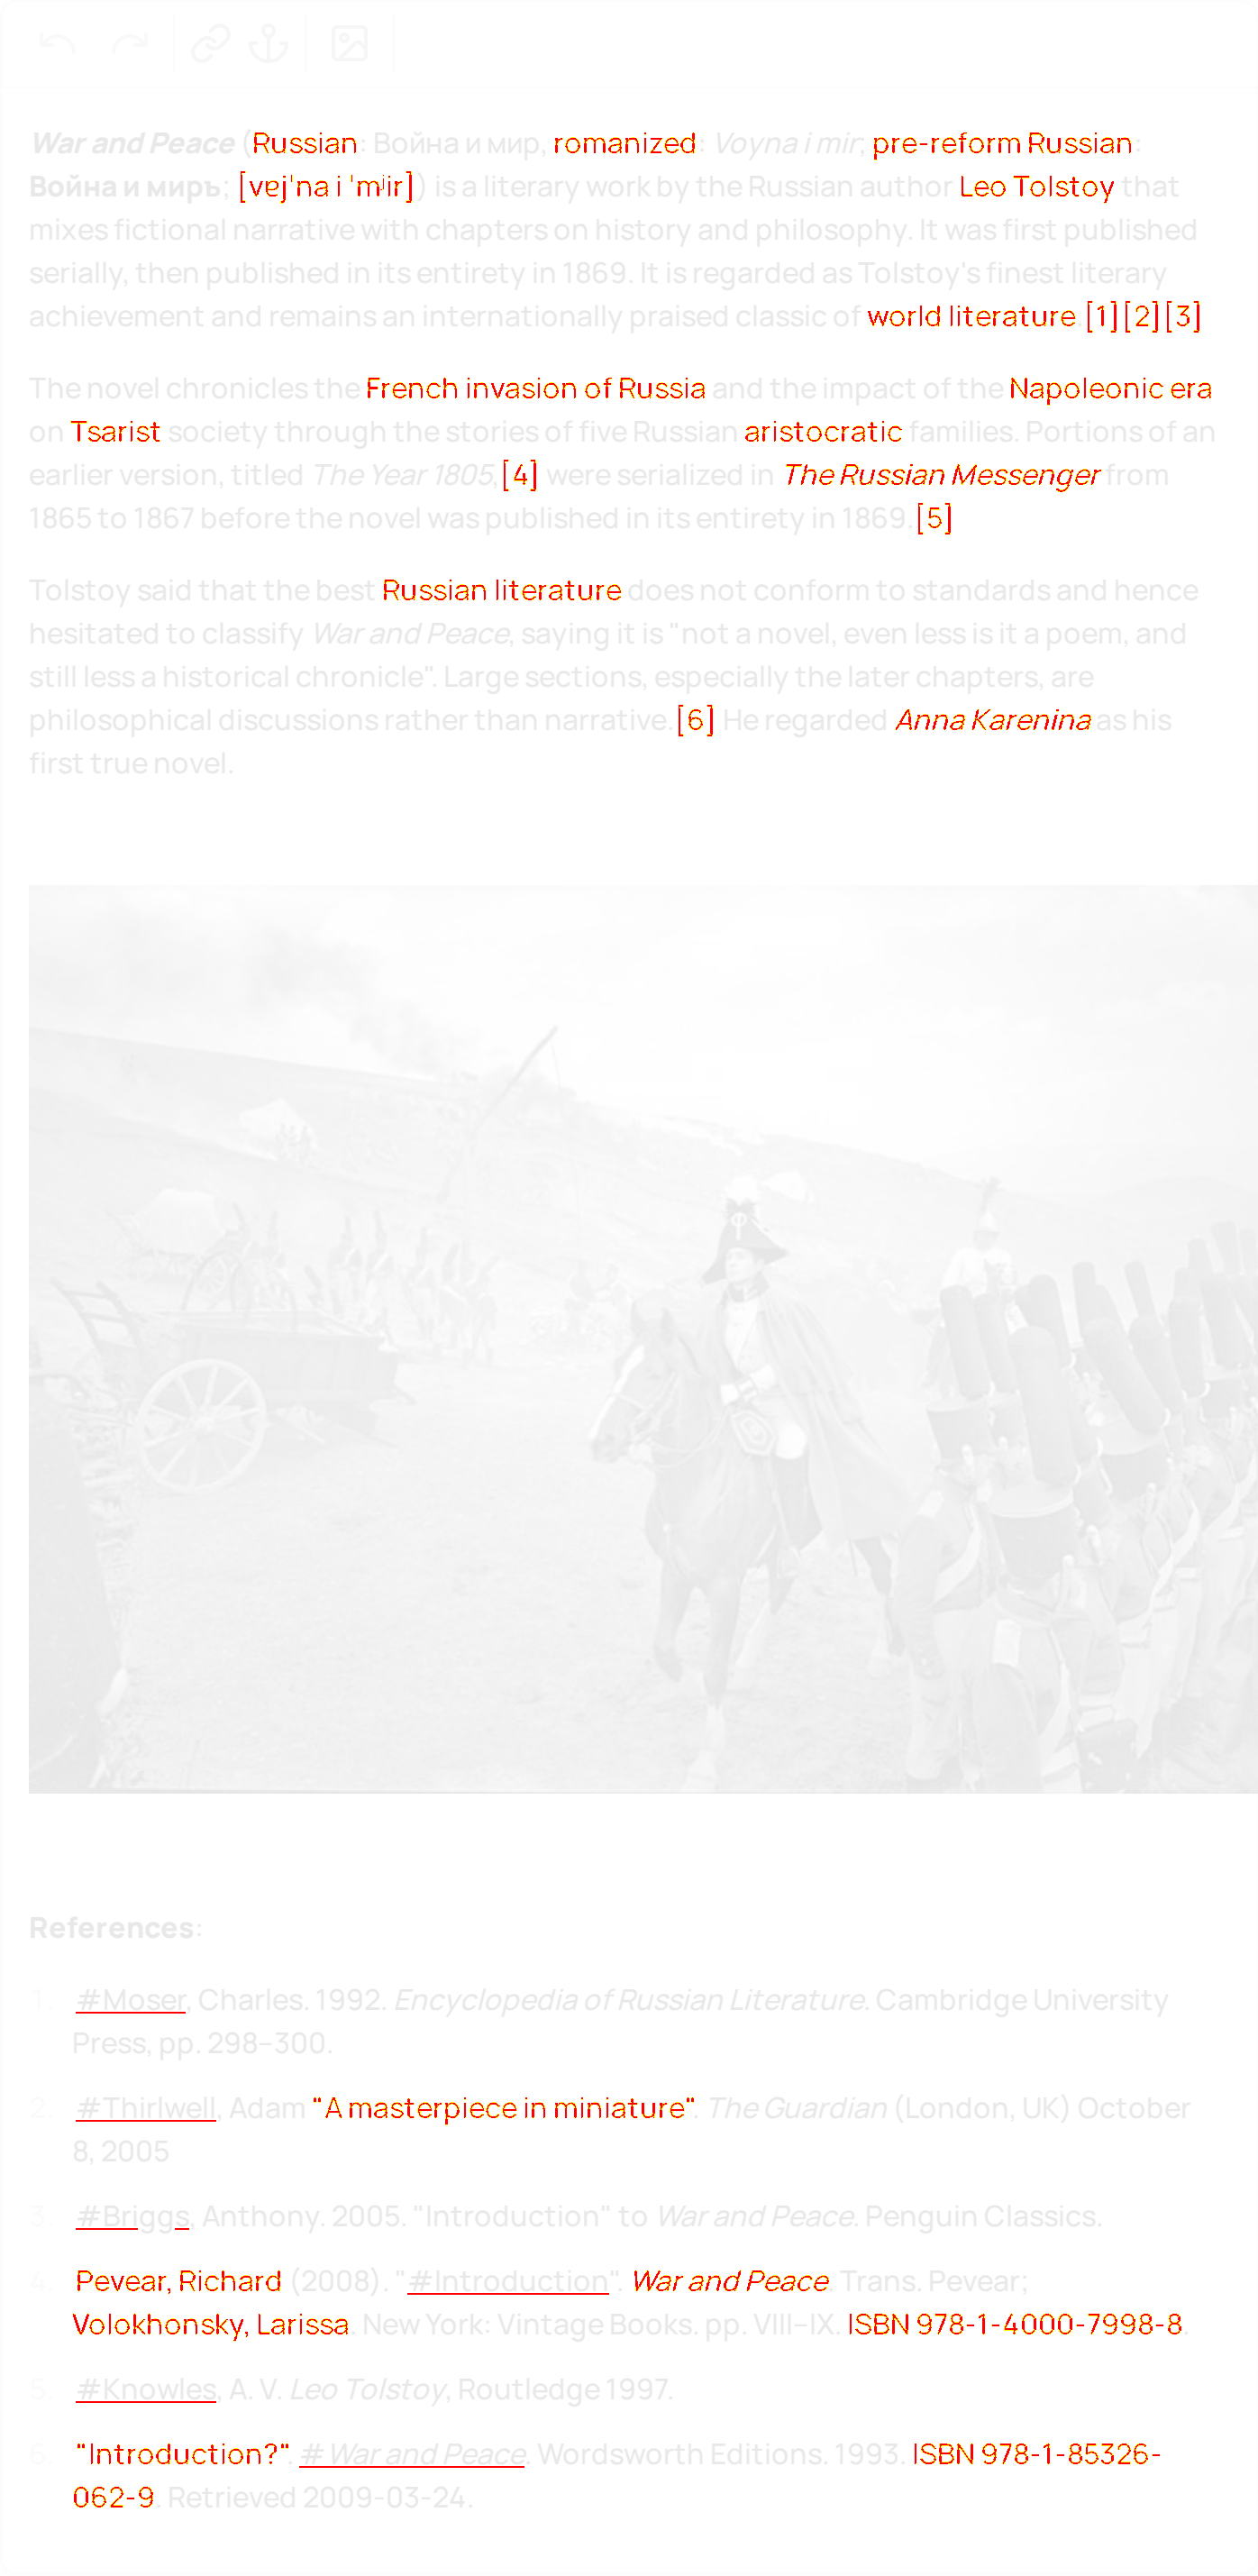 War and Peace (Russian: Война и мир, romanized: Voyna i mir; pre-reform Russian:
Война и миръ; [vɐjˈna i ˈmʲir]) is a literary work by the Russian author Leo Tolstoy that
mixes fictional narrative with chapters on history and philosophy. It was first published
serially, then published in its entirety in 1869. It is regarded as Tolstoy's finest literary
achievement and remains an internationally praised classic of world literature.[1][2][3]
The novel chronicles the French invasion of Russia and the impact of the Napoleonic era
on Tsarist society through the stories of five Russian aristocratic families. Portions of an
earlier version, titled The Year 1805,[4] were serialized in The Russian Messenger from
1865 to 1867 before the novel was published in its entirety in 1869.[5]
Tolstoy said that the best Russian literature does not conform to standards and hence
hesitated to classify War and Peace, saying it is "not a novel, even less is it a poem, and
still less a historical chronicle". Large sections, especially the later chapters, are
philosophical discussions rather than narrative.[6] He regarded Anna Karenina as his
first true novel.
References:
1. #Moser, Charles. 1992. Encyclopedia of Russian Literature. Cambridge University
Press, pp. 298–300.
2. #Thirlwell, Adam "A masterpiece in miniature". The Guardian (London, UK) October
8, 2005
3. #Briggs, Anthony. 2005. "Introduction" to War and Peace. Penguin Classics.
4. Pevear, Richard (2008). "#Introduction". War and Peace. Trans. Pevear;
Volokhonsky, Larissa. New York: Vintage Books. pp. VIII–IX. ISBN 978-1-4000-7998-8.
5. #Knowles, A. V. Leo Tolstoy, Routledge 1997.
6. "Introduction?". #War and Peace. Wordsworth Editions. 1993. ISBN 978-1-85326-
062-9. Retrieved 2009-03-24.